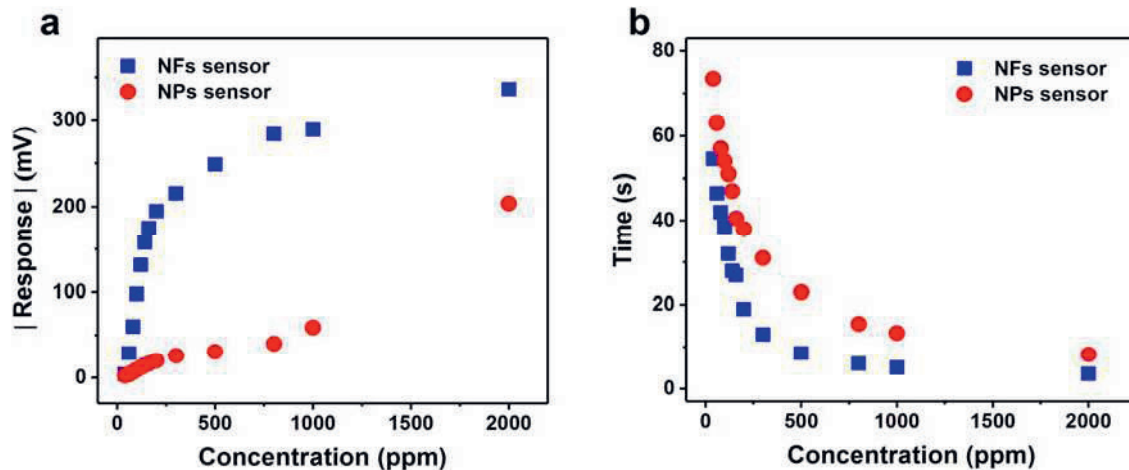 a
NFs sensor
NPs sensor
| Response | (mV)
300
200
100
0
0
500
1000
1500
2000
Concentration (ppm)
b
NFs sensor
NPs sensor
Time (s)
80
60
40
20
0
0
500
1000
1500
2000
Concentration (ppm)